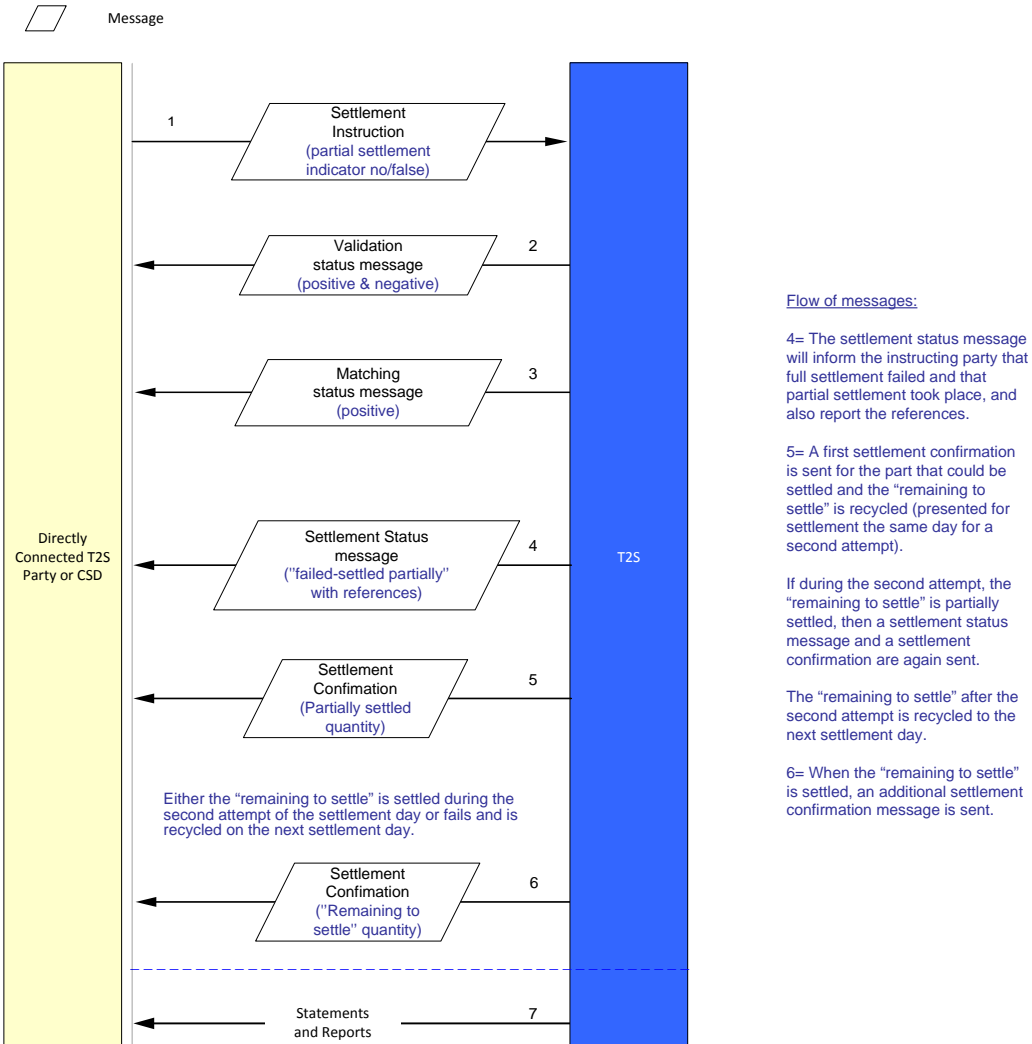 Message
1
Settlement
Instruction
(partial settlement
indicator no/false)
Validation
status message
(positive & negative)
2
Matching
status message
(positive)
3
Directly
Connected T2S
Party or CSD
Settlement Status
message
("failed-settled partially"
with references)
4
T2S
Settlement
Confimation
(Partially settled
quantity)
5
Either the “remaining to settle” is settled during the
second attempt of the settlement day or fails and is
recycled on the next settlement day.
Settlement
Confimation
("Remaining to
settle" quantity)
6
Statements
and Reports
7
Flow of messages:
4= The settlement status message
will inform the instructing party that
full settlement failed and that
partial settlement took place, and
also report the references.
5= A first settlement confirmation
is sent for the part that could be
settled and the “remaining to
settle” is recycled (presented for
settlement the same day for a
second attempt).
If during the second attempt, the
“remaining to settle” is partially
settled, then a settlement status
message and a settlement
confirmation are again sent.
The “remaining to settle” after the
second attempt is recycled to the
next settlement day.
6= When the “remaining to settle”
is settled, an additional settlement
confirmation message is sent.